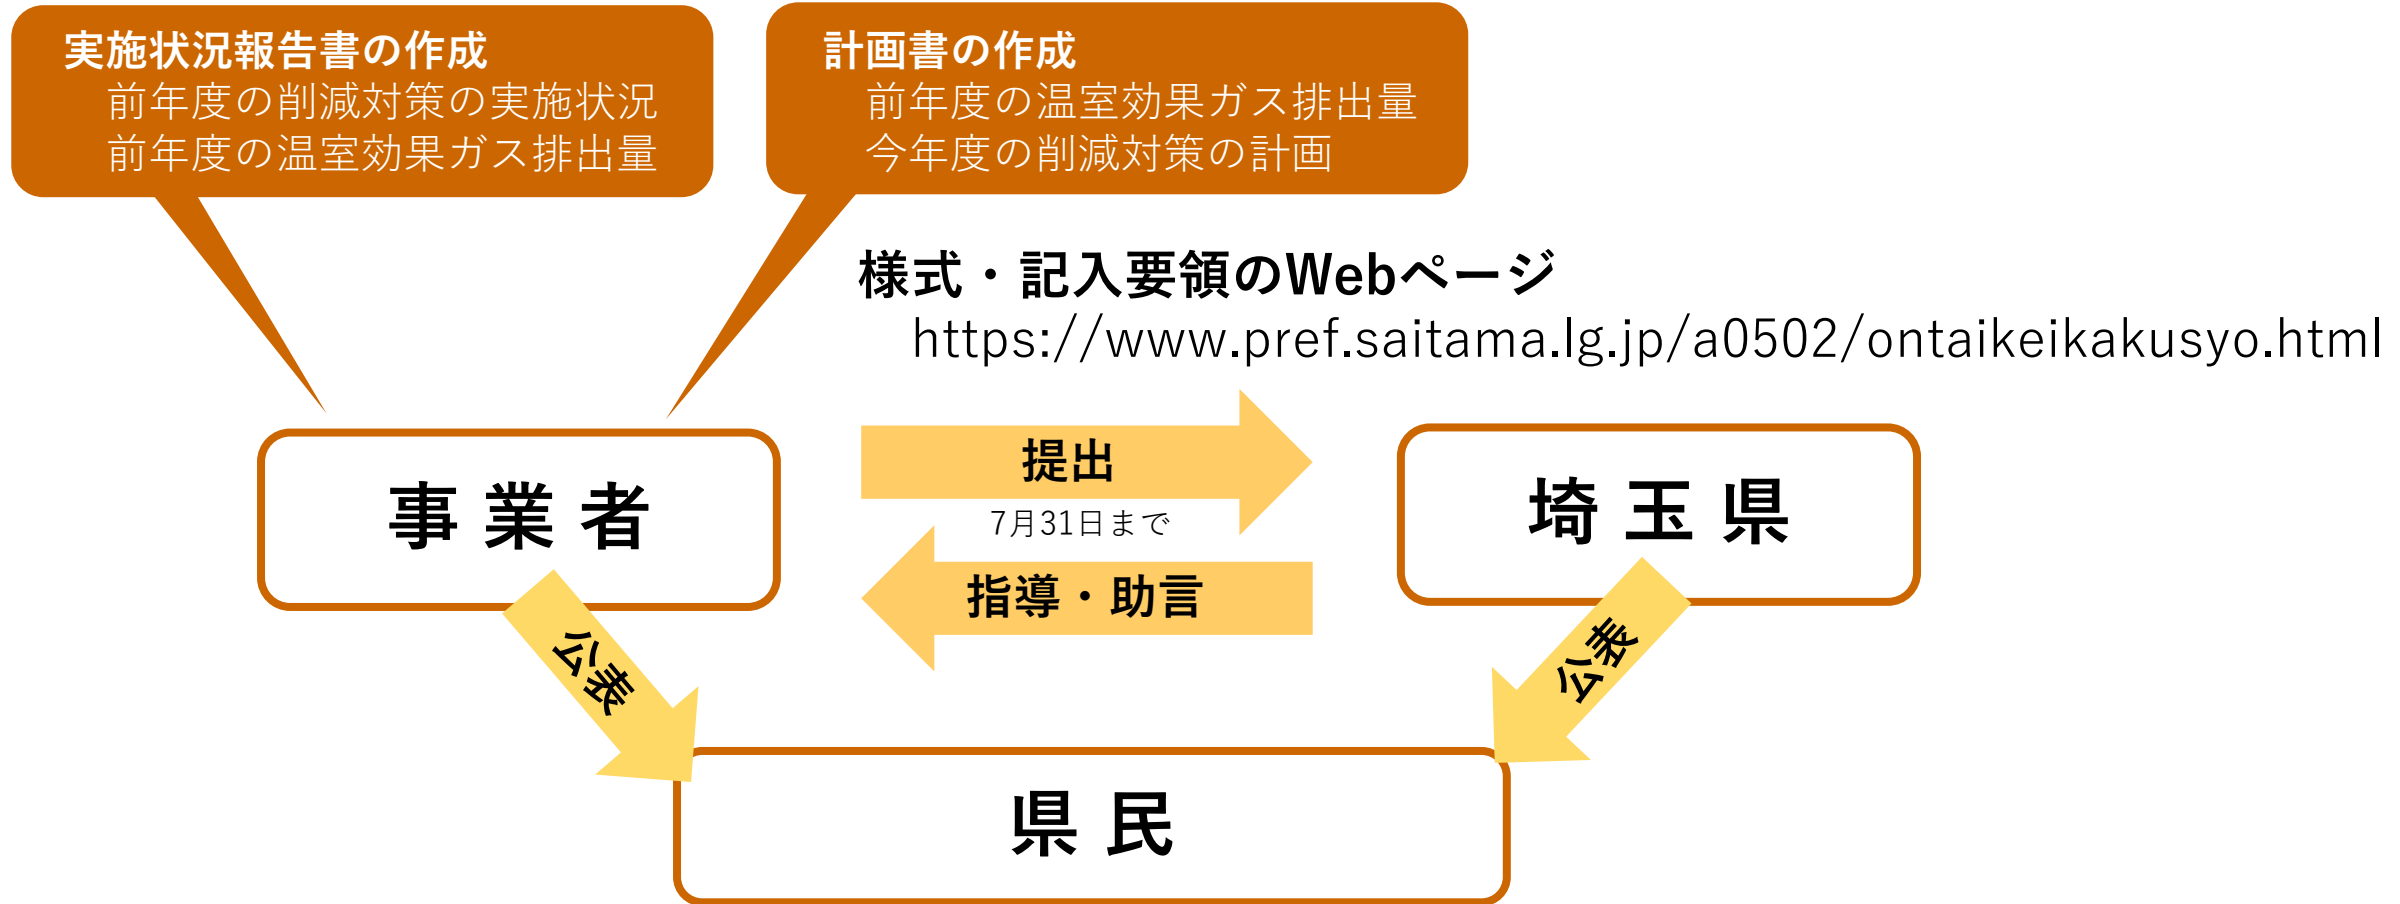 実施状況報告書の作成
前年度の削減対策の実施状況
前年度の温室効果ガス排出量
計画書の作成
前年度の温室効果ガス排出量
今年度の削減対策の計画
様式・記入要領のWebページ
https://www.pref.saitama.lg.jp/a0502/ontaikeikakusyo.html
事業者
提出
7月31日まで
指導・助言
埼玉県
公表
公表
県民